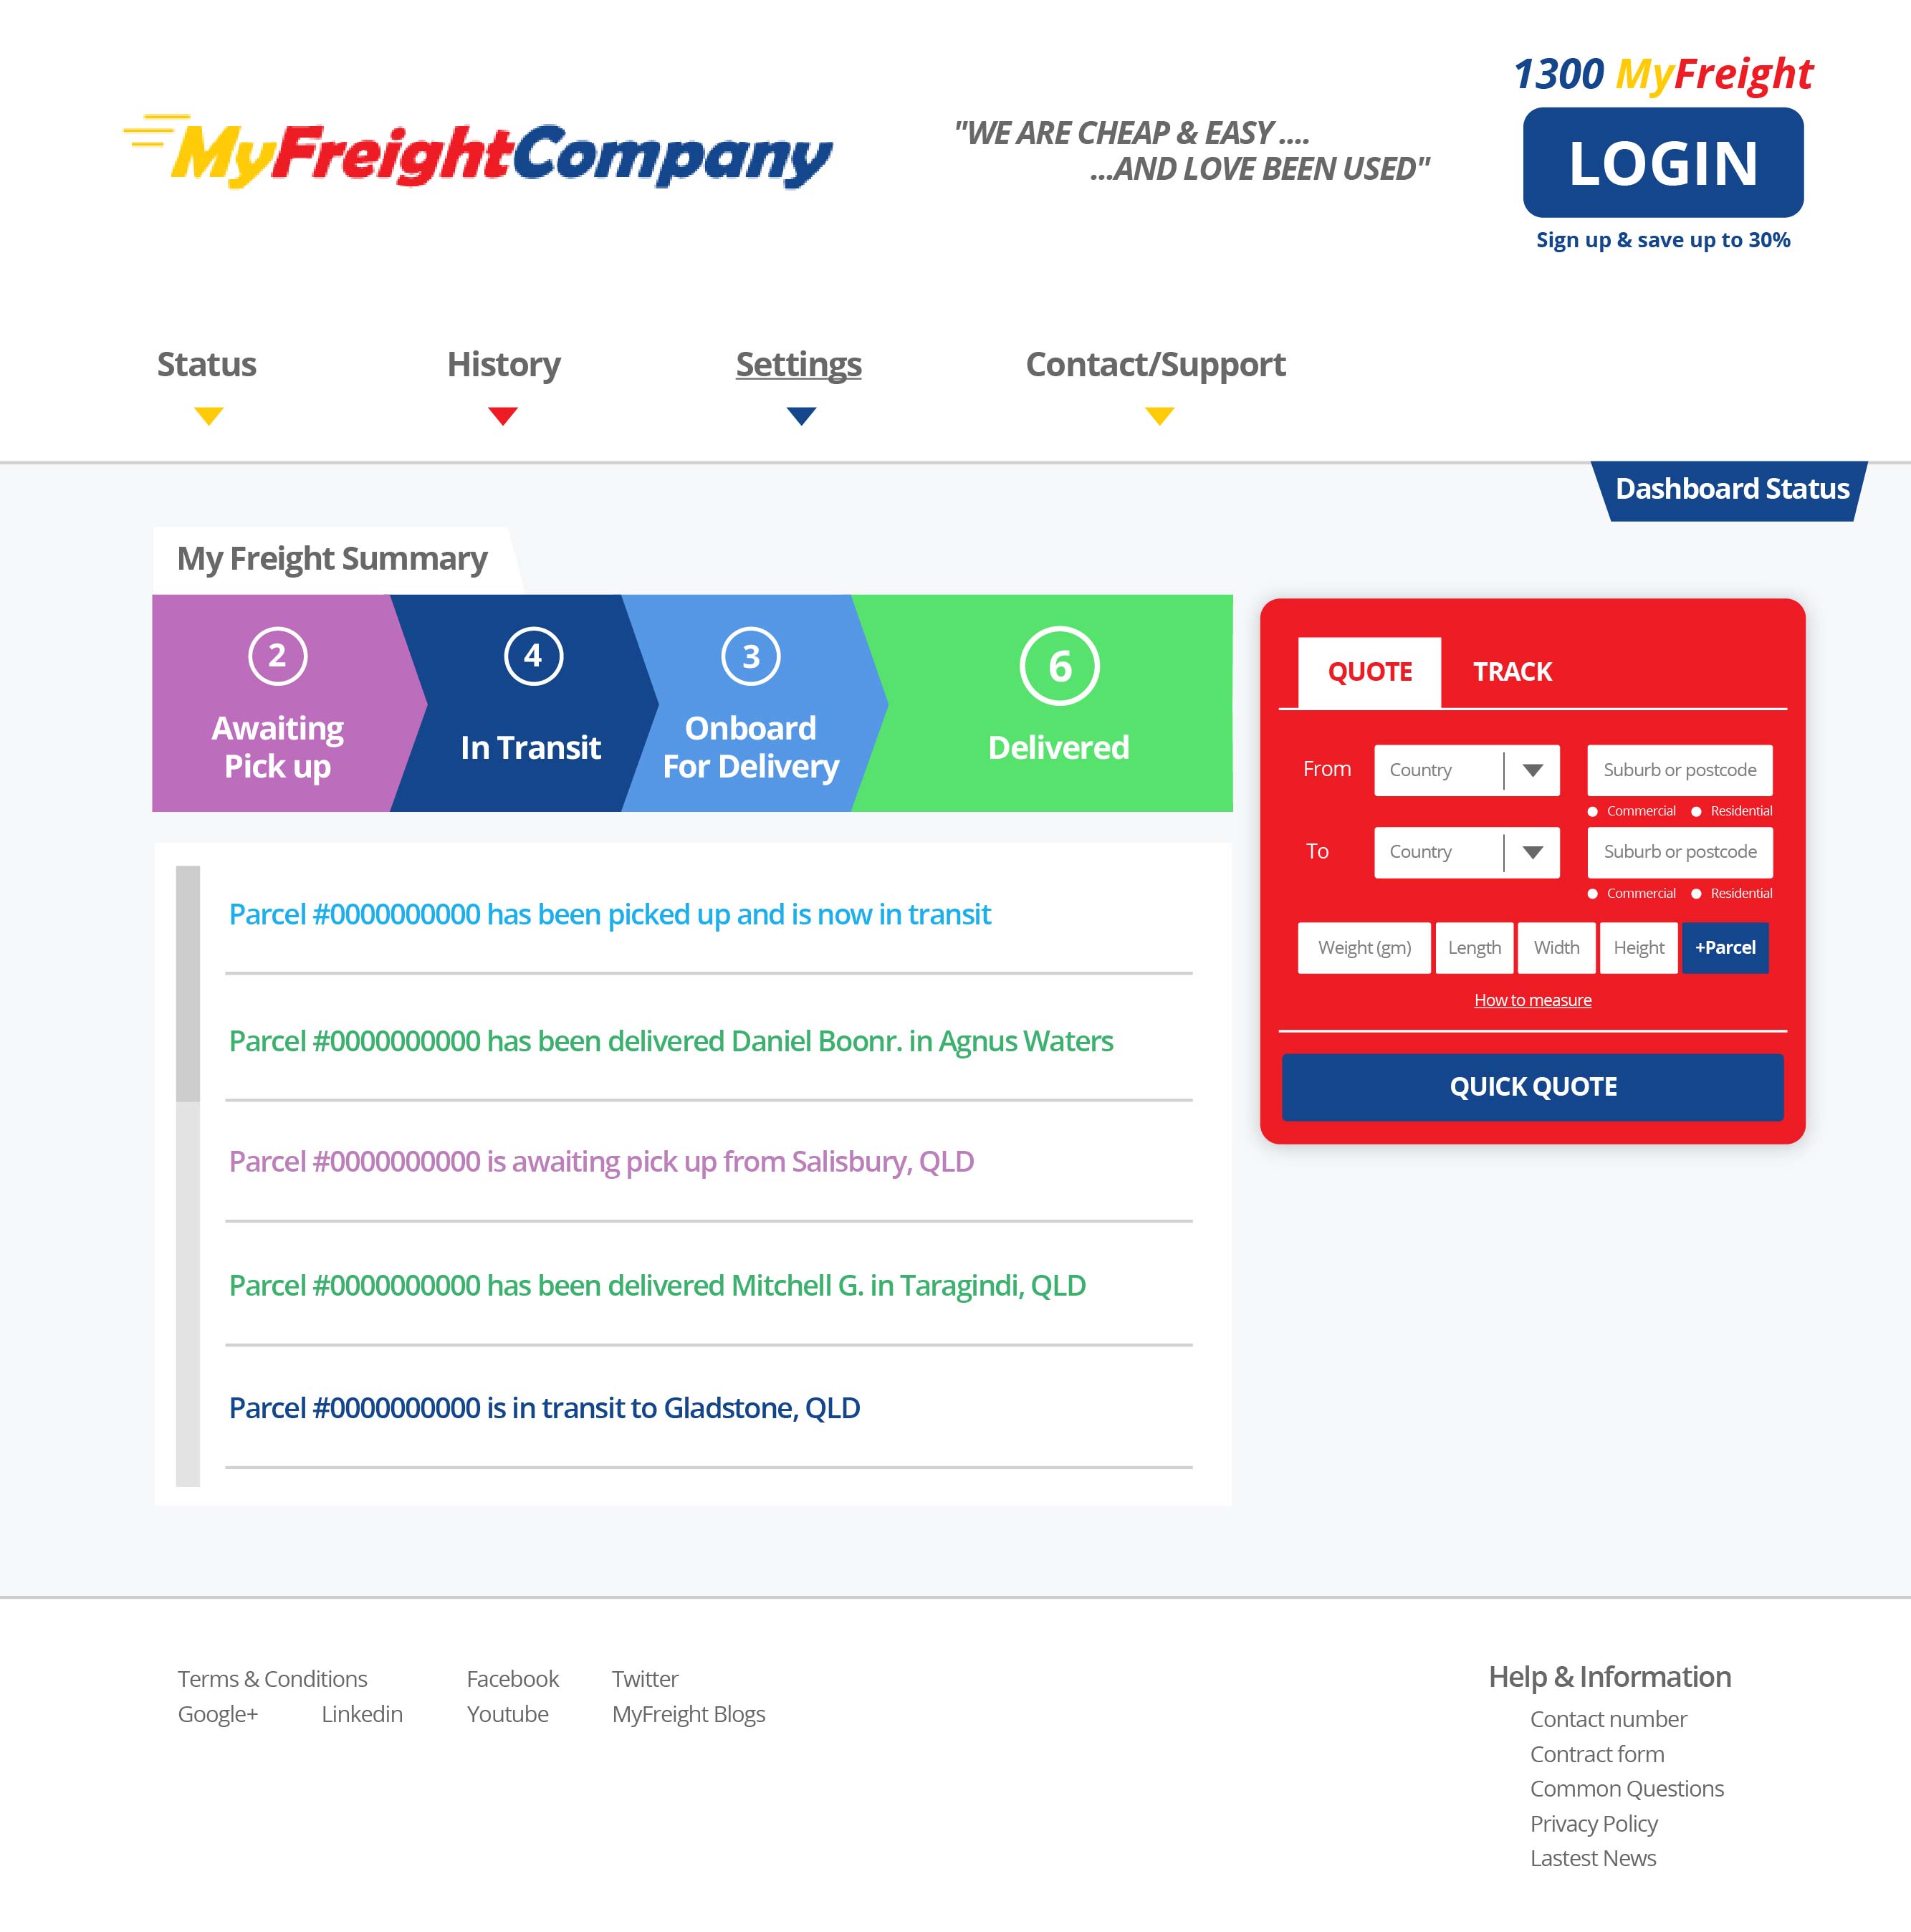 1300 MyFreight
MyFreightCompany
"WE ARE CHEAP & EASY ....
...AND LOVE BEEN USED"
LOGIN
Sign up & save up to 30%
Status
History
Settings
Contact/Support
Dashboard Status
My Freight Summary
2
Awaiting
Pick up
4
In Transit
3
Onboard
For Delivery
6
Delivered
Parcel #0000000000 has been picked up and is now in transit
Parcel #0000000000 has been delivered Daniel Boonr. in Agnus Waters
Parcel #0000000000 is awaiting pick up from Salisbury, QLD
Parcel #0000000000 has been delivered Mitchell G. in Taragindi, QLD
Parcel #0000000000 is in transit to Gladstone, QLD
QUOTE
TRACK
From
Country
Suburb or postcode
Commercial
Residential
To
Country
Suburb or postcode
Commercial
Residential
Weight (gm)
Length
Width
Height
+Parcel
How to measure
QUICK QUOTE
Terms & Conditions
Facebook
Twitter
Google+
Linkedin
Youtube
MyFreight Blogs
Help & Information
Contact number
Contract form
Common Questions
Privacy Policy
Lastest News